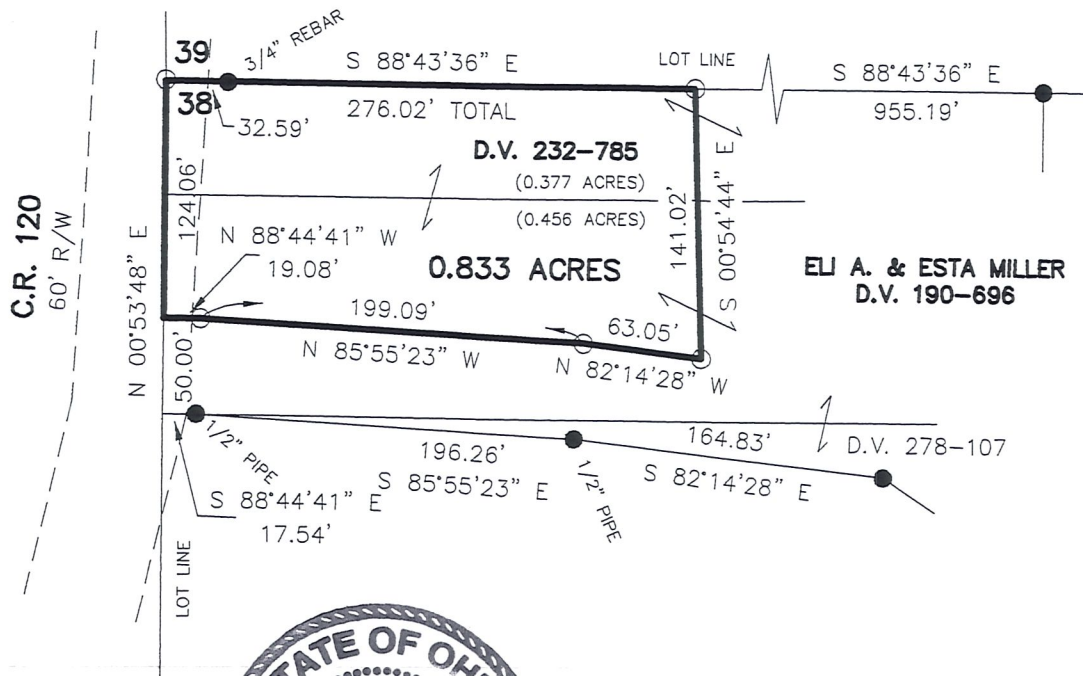 39
3/4" REBAR
S 88°43'36" E
LOT LINE
S 88°43'36" E
38
32.59'
276.02' TOTAL
955.19'
D.V. 232-785
(0.377 ACRES)
(0.456 ACRES)
124.06'
141.02'
S 00°54'44" E
C.R. 120
60' R/W
N 88°44'41" W
19.08'
0.833 ACRES
ELI A. & ESTA MILLER
D.V. 190-696
N 00°53'48" E
199.09'
63.05'
N 85°55'23" W
N 82°14'28" W
50.00'
1/2" PIPE
196.26'
164.83'
D.V. 278-107
S 85°55'23" E
1/2" PIPE
S 82°14'28" E
S 88°44'41" E
17.54'
LOT LINE
STATE OF